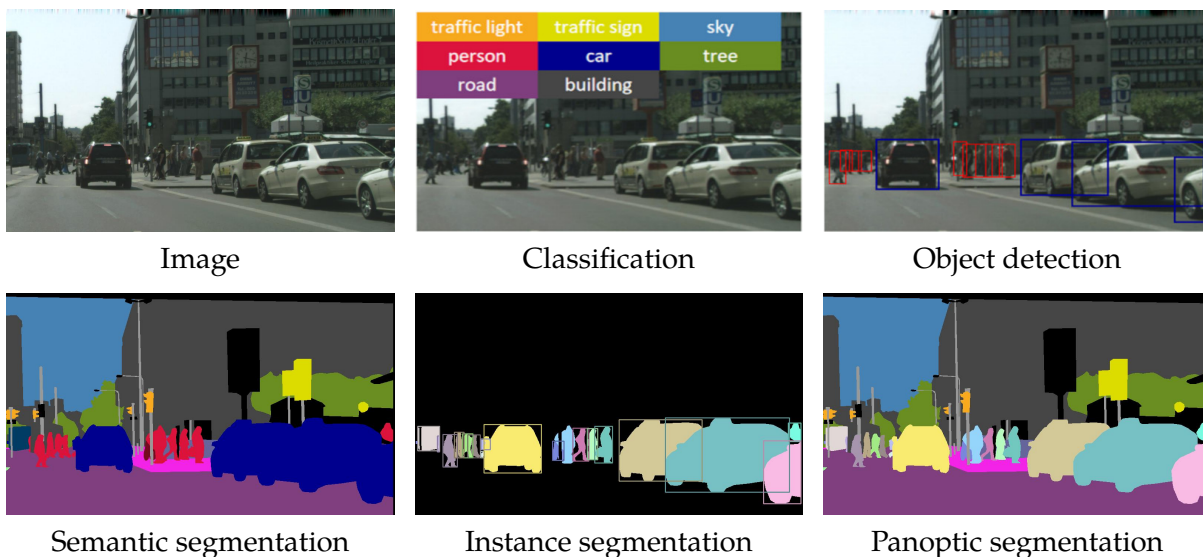 traffic light traffic sign sky
person car tree
road building
S
U
Image Classification Object detection
Semantic segmentation Instance segmentation Panoptic segmentation